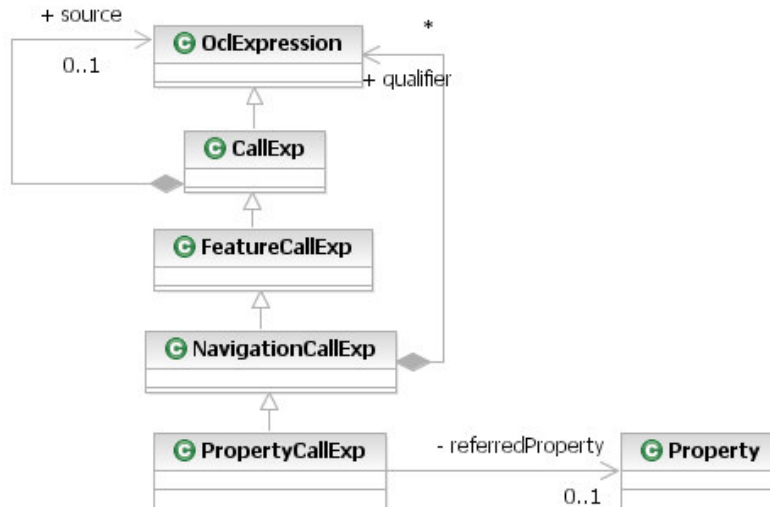 + source
*
C OclExpression
0..1
+ qualifier
C CallExp
C FeatureCallExp
C NavigationCallExp
C PropertyCallExp
- referredProperty
C Property
0..1